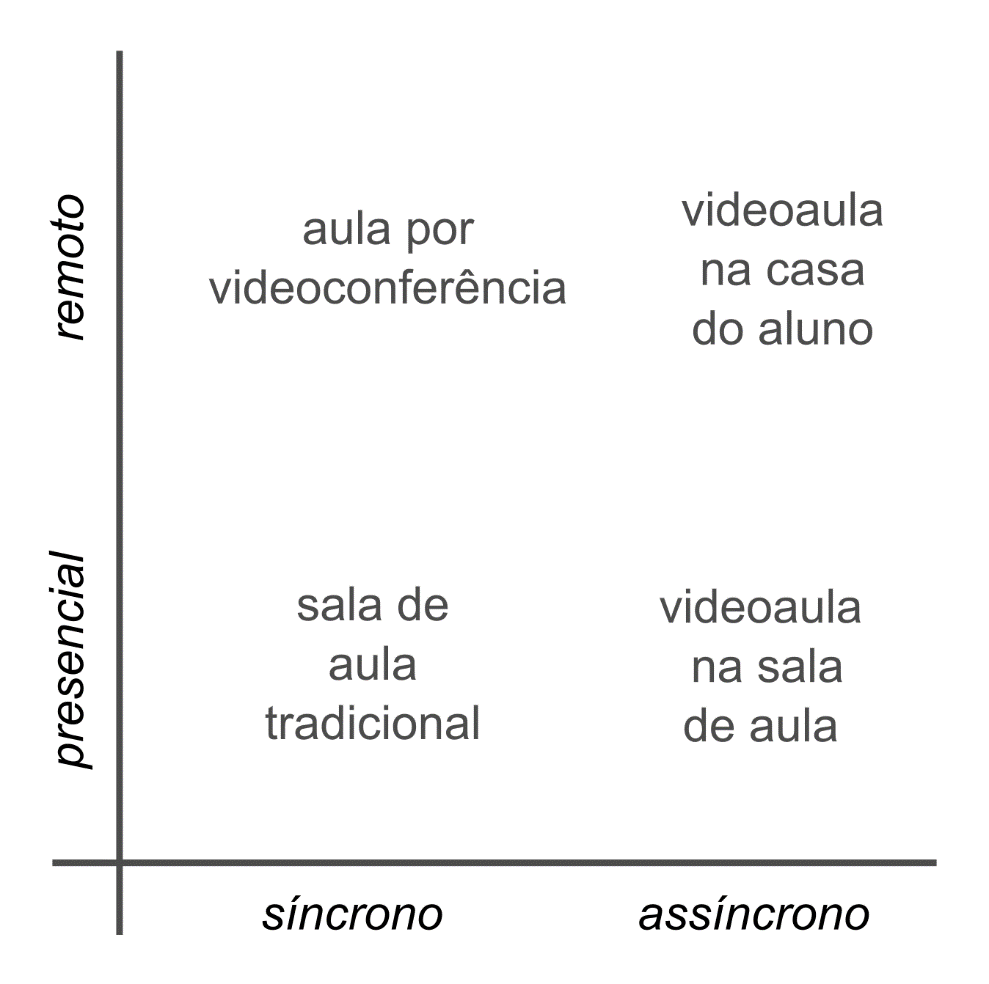 remoto
aula por
videoconferência
videoaula
na casa
do aluno
presencial
sala de
aula
tradicional
videoaula
na sala
de aula
síncrono
assíncrono